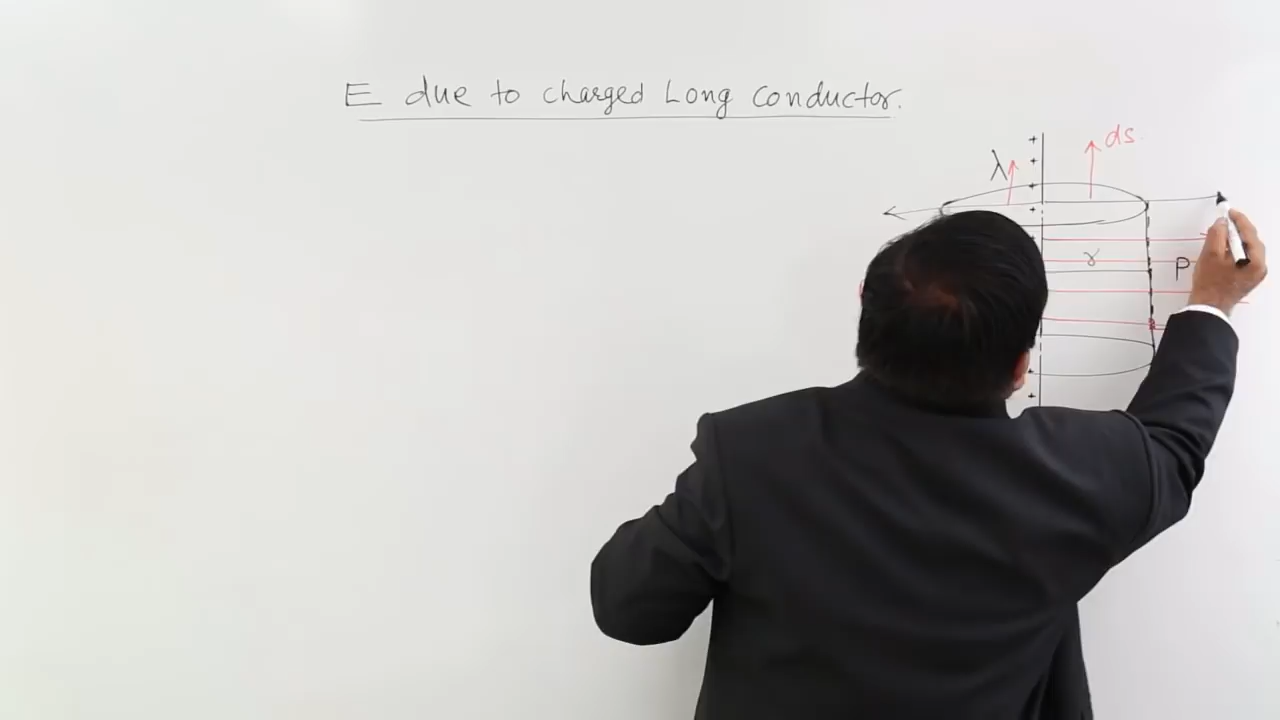 E due to charged Long conductor.
ds
λ
r
P